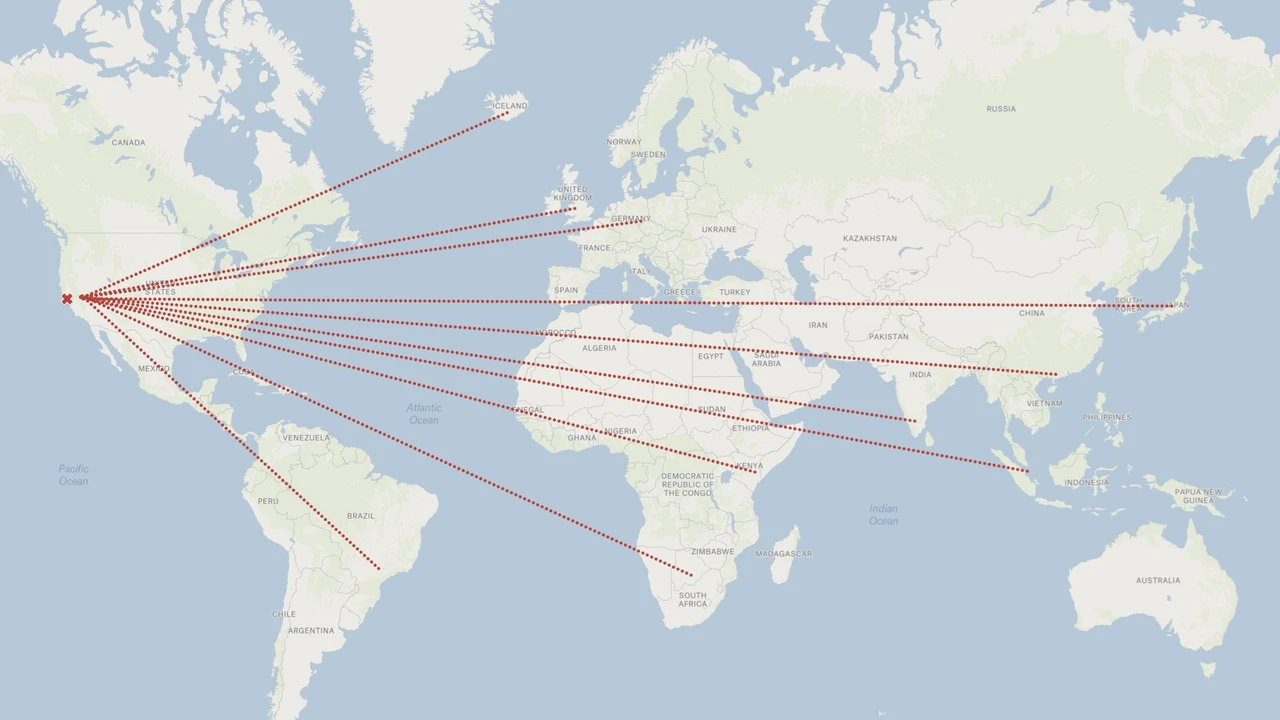 ICELAND
RUSSIA
CANADA
NORWAY
SWEDEN
UNITED
KINGDOM
GERMANY
UKRAINE
KAZAKHSTAN
FRANCE
ITALY
UNITED
STATES
SPAIN
GREECE
TURKEY
SOUTH
KOREA
JAPAN
CHINA
IRAN
PAKISTAN
MOROCCO
ALGERIA
EGYPT
SAUDI
ARABIA
INDIA
MEXICO
CUBA
Atlantic
Ocean
SENEGAL
SUDAN
VIETNAM
PHILIPPINES
ETHIOPIA
NIGERIA
GHANA
VENEZUELA
KENYA
Pacific
Ocean
DEMOCRATIC
REPUBLIC OF
THE CONGO
INDONESIA
PAPUA NEW
GUINEA
PERU
BRAZIL
Indian
Ocean
ZIMBABWE
MADAGASCAR
AUSTRALIA
SOUTH
AFRICA
CHILE
ARGENTINA